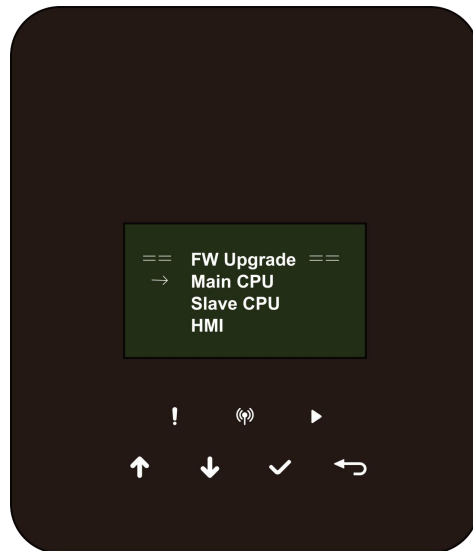 == FW Upgrade ==
→ Main CPU
Slave CPU
HMI